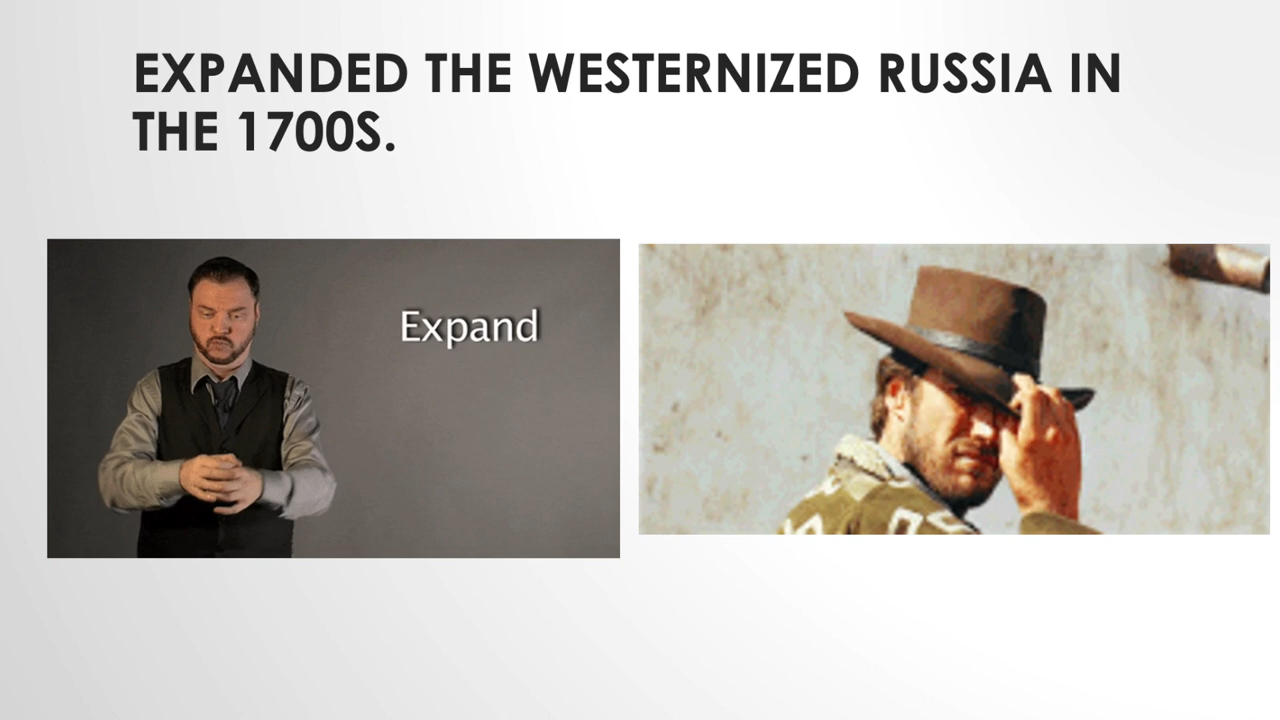 EXPANDED THE WESTERNIZED RUSSIA IN
THE 1700S.
Expand